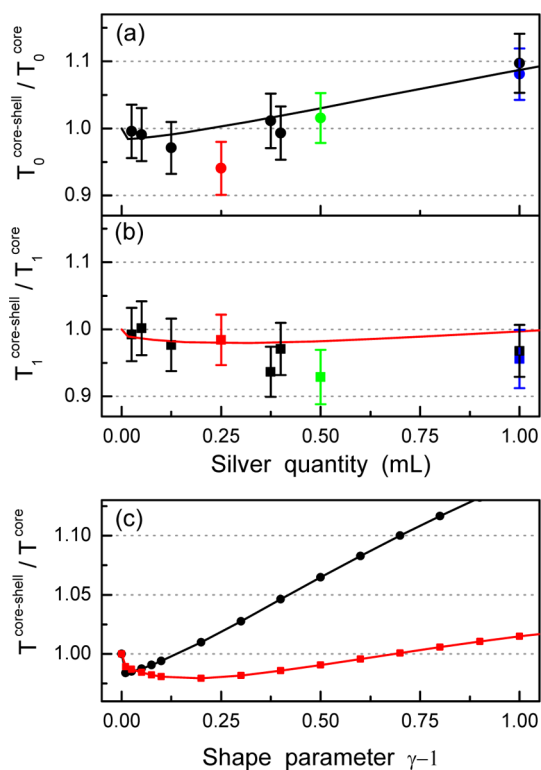 (a)
T₀ᶜᵒʳᵉ⁻ˢʰᵉˡˡ / T₀ᶜᵒʳᵉ
1.1
1.0
0.9
(b)
T₁ᶜᵒʳᵉ⁻ˢʰᵉˡˡ / T₁ᶜᵒʳᵉ
1.1
1.0
0.9
0.00 0.25 0.50 0.75 1.00
Silver quantity (mL)
(c)
Tᶜᵒʳᵉ⁻ˢʰᵉˡˡ / Tᶜᵒʳᵉ
1.10
1.05
1.00
0.00 0.25 0.50 0.75 1.00
Shape parameter γ−1